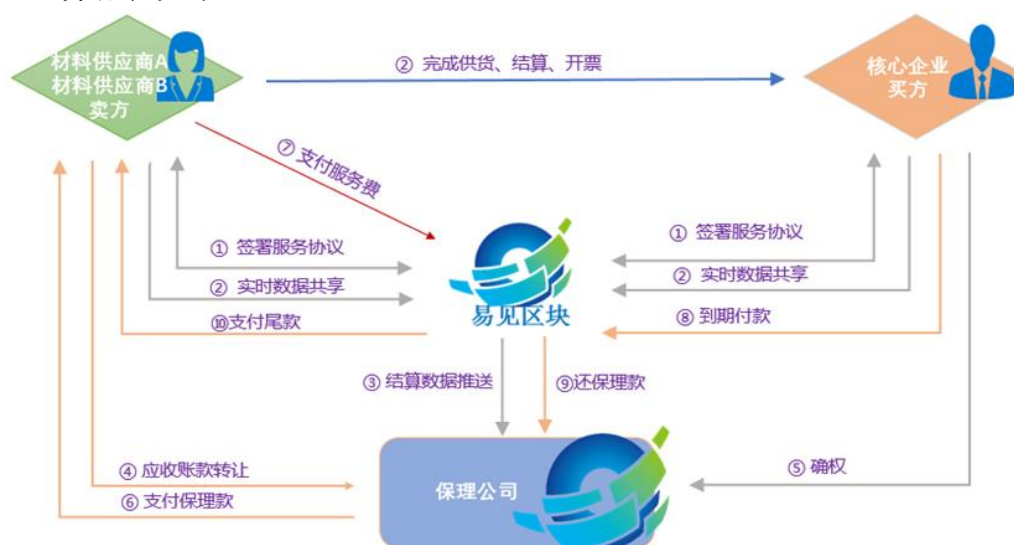 材料供应商A
材料供应商B
卖方
② 完成供货、结算、开票
核心企业
买方
⑦ 支付服务费
① 签署服务协议
① 签署服务协议
② 实时数据共享
② 实时数据共享
易见区块
⑩支付尾款
⑧ 到期付款
③ 结算数据推送
⑨还保理款
④ 应收账款转让
⑤ 确权
保理公司
⑥ 支付保理款